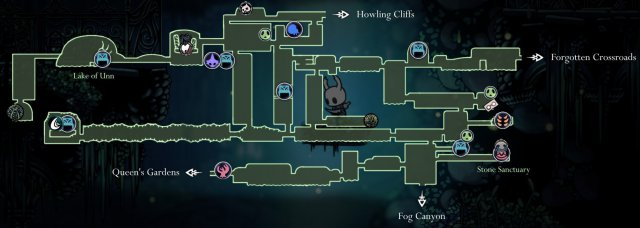 Howling Cliffs
Forgotten Crossroads
Lake of Unn
Queen's Gardens
Stone Sanctuary
Fog Canyon